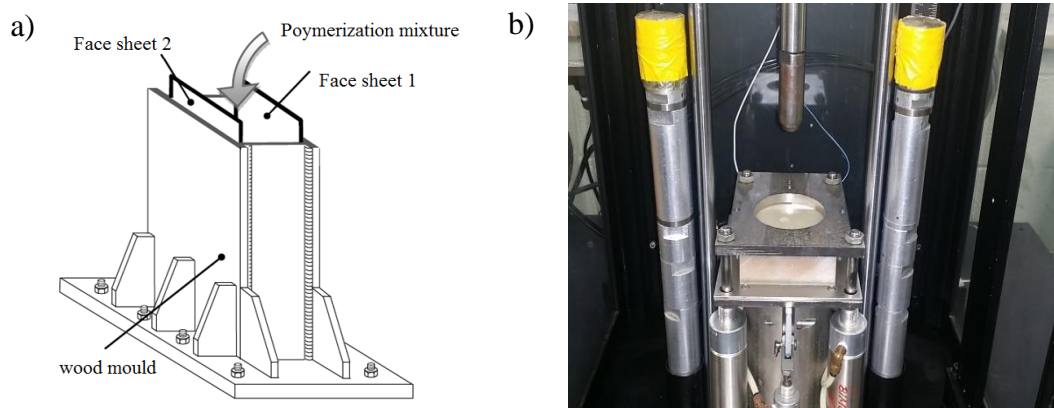 a)
Face sheet 2
Poymerization mixture
Face sheet 1
wood mould
b)